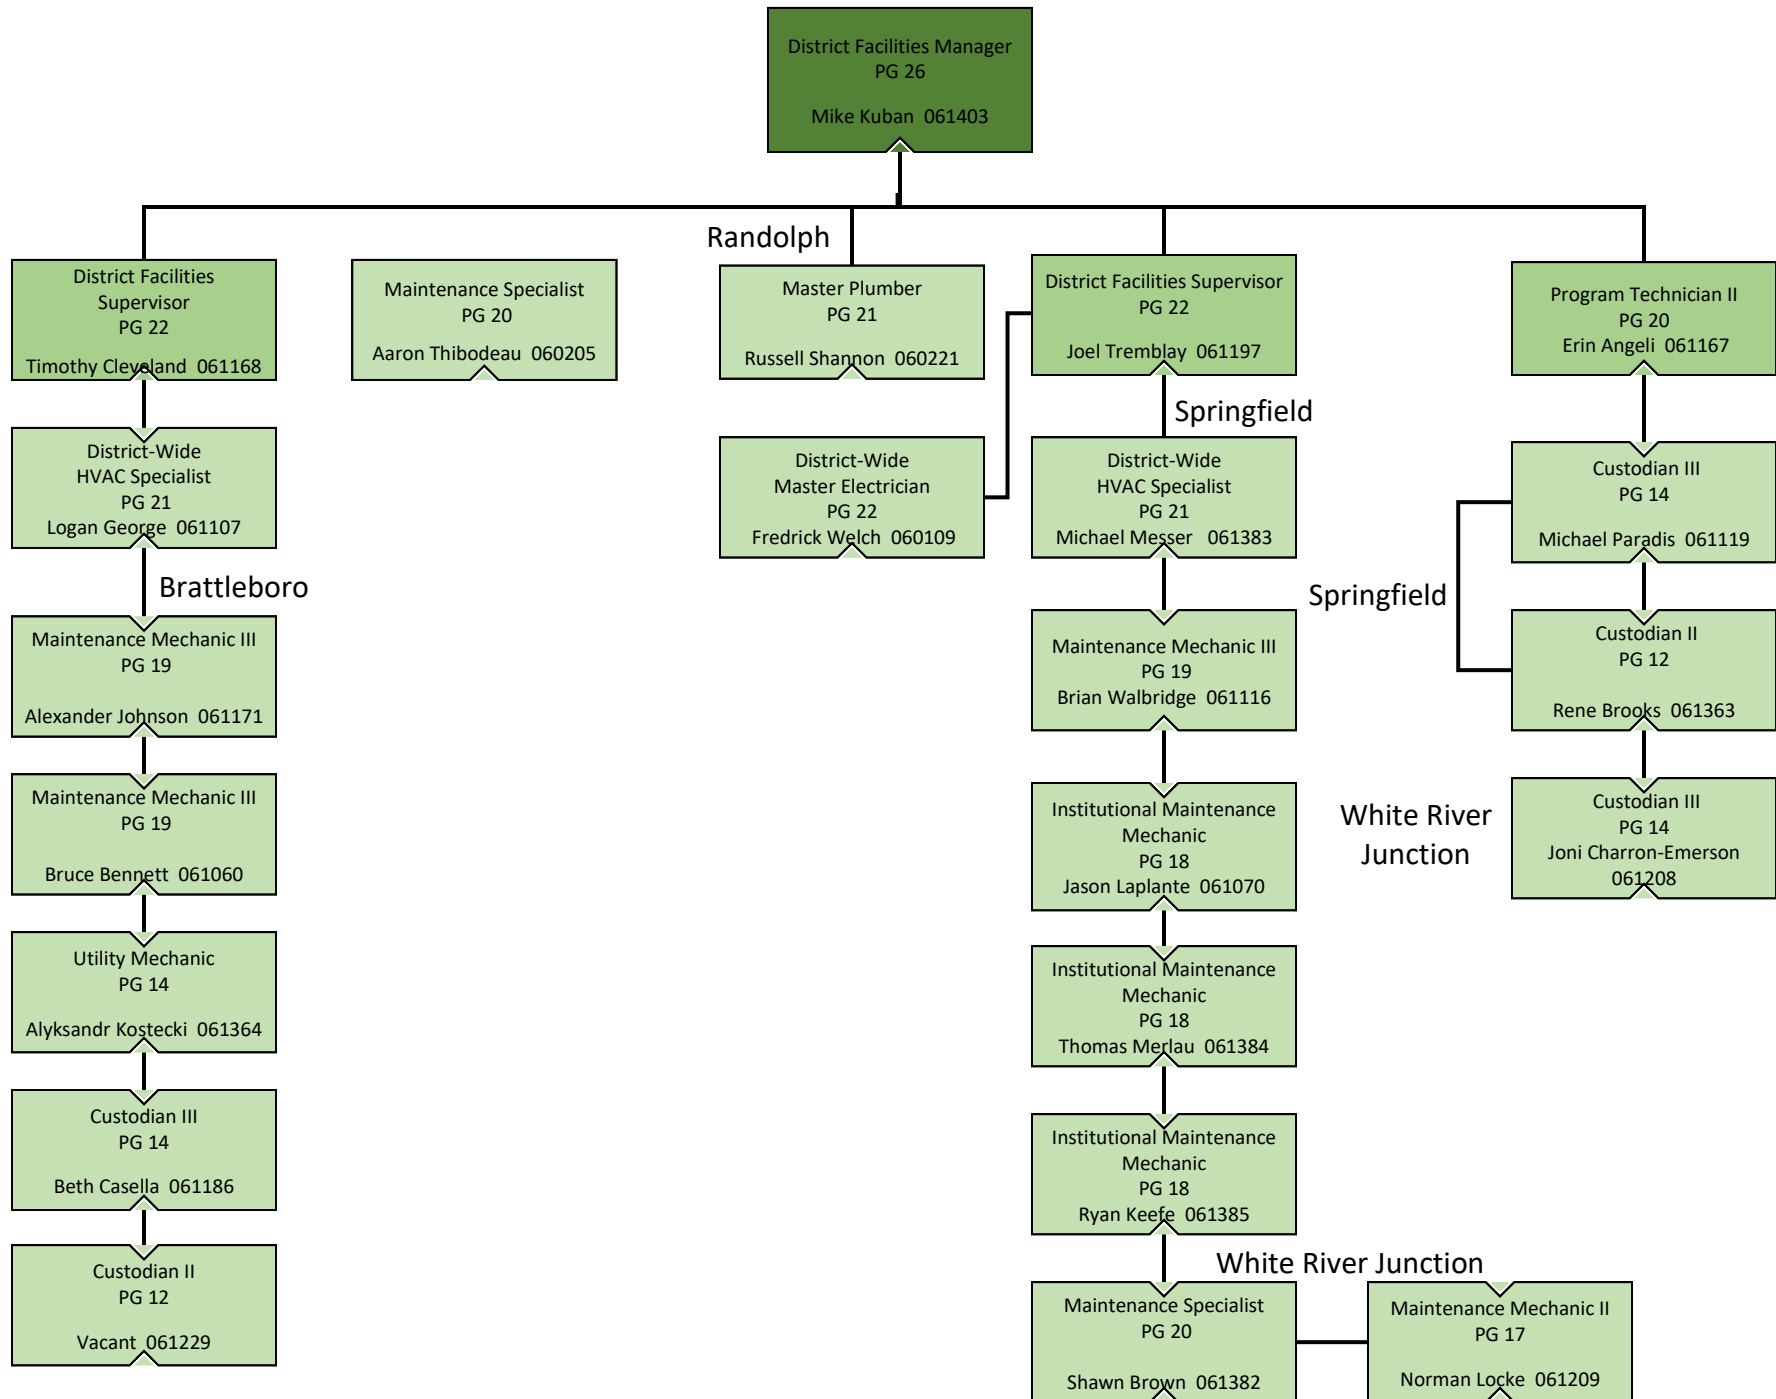 District Facilities Manager
PG 26
Mike Kuban 061403
Randolph
District Facilities
Supervisor
PG 22
Timothy Cleveland 061168
Maintenance Specialist
PG 20
Aaron Thibodeau 060205
Master Plumber
PG 21
Russell Shannon 060221
District Facilities Supervisor
PG 22
Joel Tremblay 061197
Program Technician II
PG 20
Erin Angeli 061167
Springfield
District-Wide
HVAC Specialist
PG 21
Logan George 061107
District-Wide
Master Electrician
PG 22
Fredrick Welch 060109
District-Wide
HVAC Specialist
PG 21
Michael Messer 061383
Custodian III
PG 14
Michael Paradis 061119
Brattleboro
Springfield
Maintenance Mechanic III
PG 19
Alexander Johnson 061171
Maintenance Mechanic III
PG 19
Brian Walbridge 061116
Custodian II
PG 12
Rene Brooks 061363
Maintenance Mechanic III
PG 19
Bruce Bennett 061060
Institutional Maintenance
Mechanic
PG 18
Jason Laplante 061070
White River
Junction
Custodian III
PG 14
Joni Charron-Emerson
061208
Utility Mechanic
PG 14
Alyksandr Kostecki 061364
Institutional Maintenance
Mechanic
PG 18
Thomas Merlau 061384
Custodian III
PG 14
Beth Casella 061186
Institutional Maintenance
Mechanic
PG 18
Ryan Keefe 061385
Custodian II
PG 12
Vacant 061229
White River Junction
Maintenance Specialist
PG 20
Shawn Brown 061382
Maintenance Mechanic II
PG 17
Norman Locke 061209